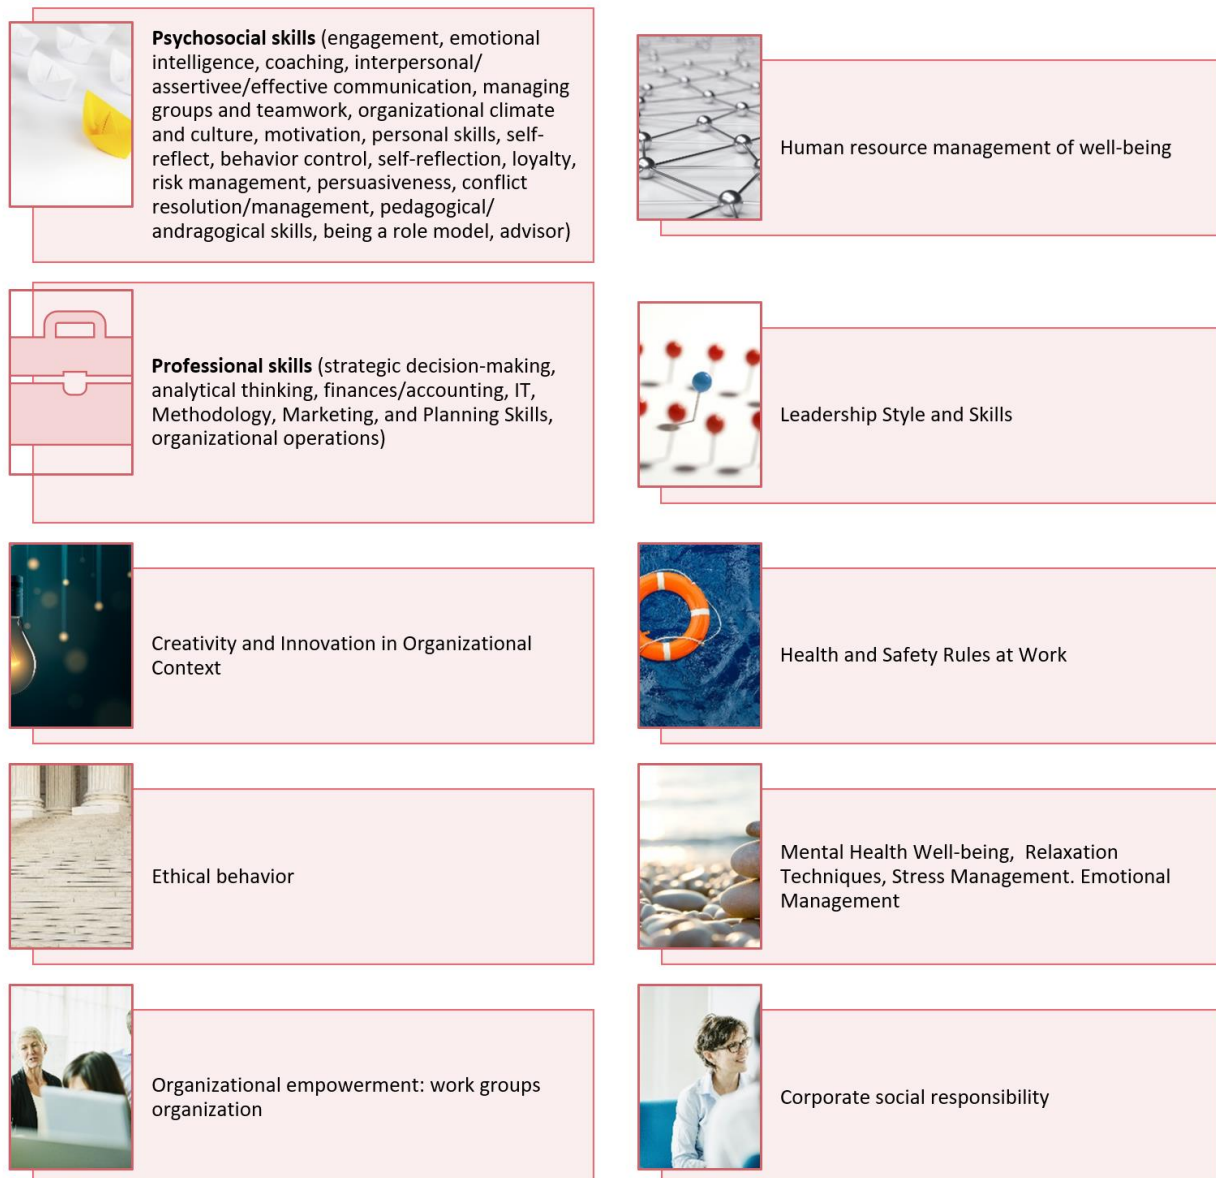 Psychosocial skills (engagement, emotional
intelligence, coaching, interpersonal/
assertivee/effective communication, managing
groups and teamwork, organizational climate
and culture, motivation, personal skills, self-
reflect, behavior control, self-reflection, loyalty,
risk management, persuasiveness, conflict
resolution/management, pedagogical/
andragogical skills, being a role model, advisor)
Human resource management of well-being
Professional skills (strategic decision-making,
analytical thinking, finances/accounting, IT,
Methodology, Marketing, and Planning Skills,
organizational operations)
Leadership Style and Skills
Creativity and Innovation in Organizational
Context
Health and Safety Rules at Work
Ethical behavior
Mental Health Well-being,  Relaxation
Techniques, Stress Management. Emotional
Management
Organizational empowerment: work groups
organization
Corporate social responsibility